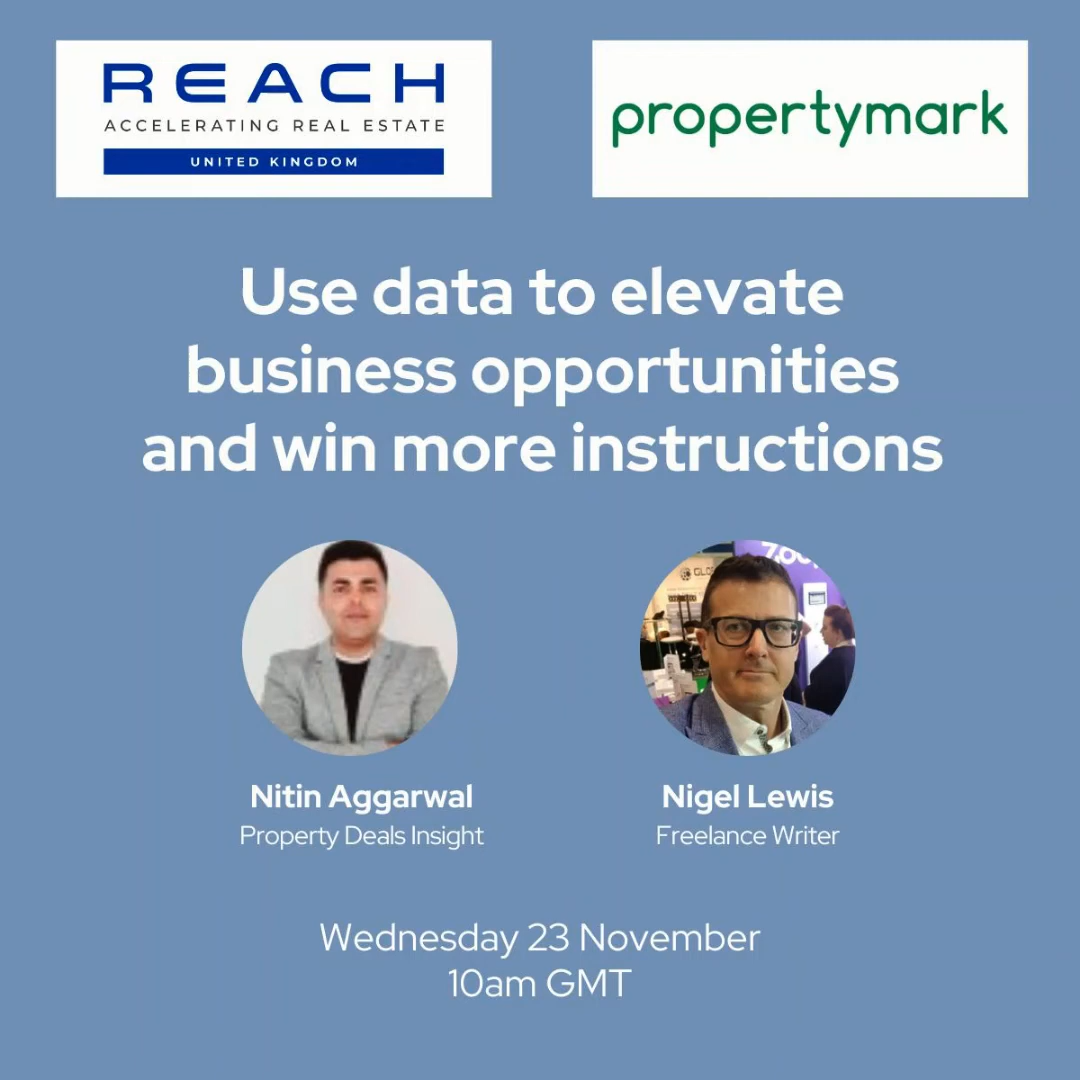 REACH
ACCELERATING REAL ESTATE
UNITED KINGDOM
propertymark
Use data to elevate
business opportunities
and win more instructions
Nitin Aggarwal
Property Deals Insight
Nigel Lewis
Freelance Writer
Wednesday 23 November
10am GMT